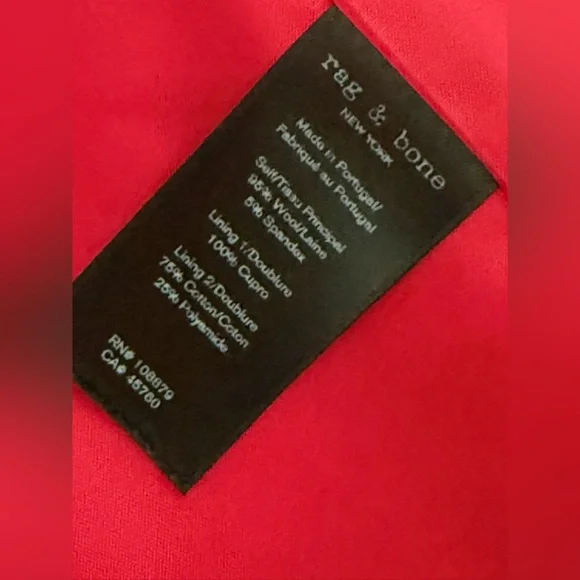 rag & bone
NEW YORK
Made in Portugal/
Fabriqué au Portugal
Self/Tissu Principal
95% Wool/Laine
5% Spandex
Lining 1/Doublure
100% Cupro
Lining 2/Doublure
75% Cotton/Coton
25% Polyamide
RN# 108879
CA# 45760